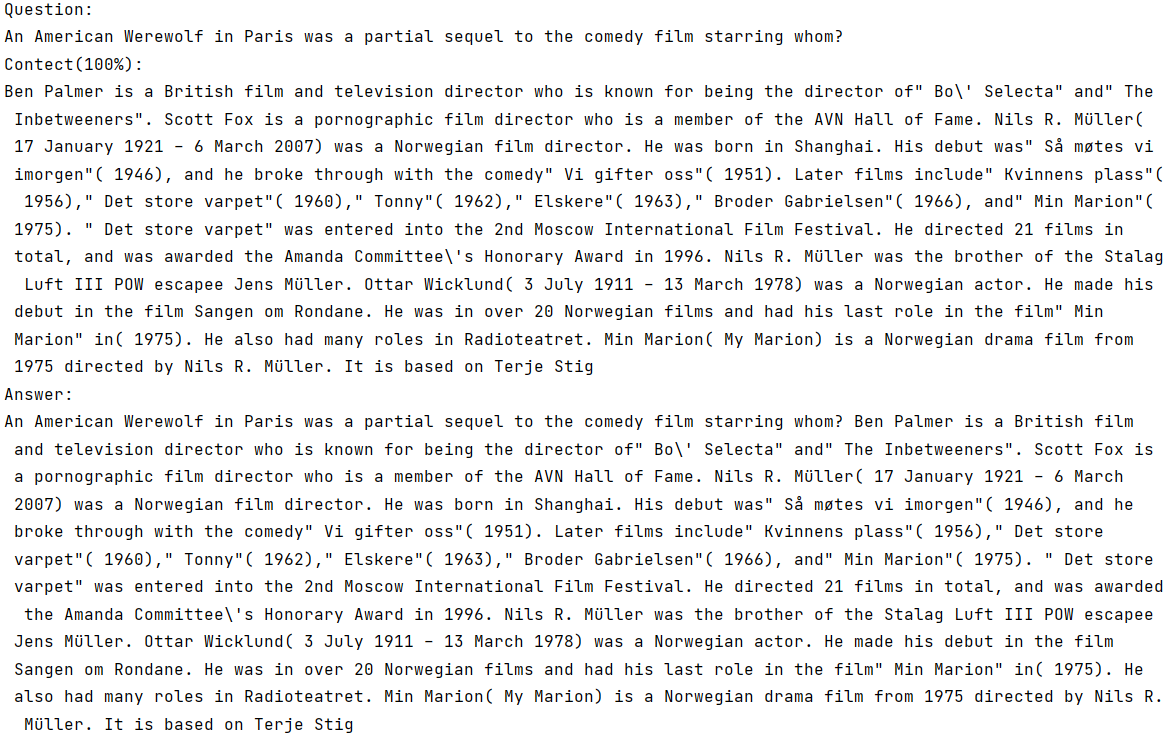 Question:
An American Werewolf in Paris was a partial sequel to the comedy film starring whom?
Contect(100%):
Ben Palmer is a British film and television director who is known for being the director of" Bo\' Selecta" and" The
Inbetweeners". Scott Fox is a pornographic film director who is a member of the AVN Hall of Fame. Nils R. Müller(
17 January 1921 – 6 March 2007) was a Norwegian film director. He was born in Shanghai. His debut was" Så møtes vi
imorgen"( 1946), and he broke through with the comedy" Vi gifter oss"( 1951). Later films include" Kvinnens plass"(
1956)," Det store varpet"( 1960)," Tonny"( 1962)," Elskere"( 1963)," Broder Gabrielsen"( 1966), and" Min Marion"(
1975). " Det store varpet" was entered into the 2nd Moscow International Film Festival. He directed 21 films in
total, and was awarded the Amanda Committee\'s Honorary Award in 1996. Nils R. Müller was the brother of the Stalag
Luft III POW escapee Jens Müller. Ottar Wicklund( 3 July 1911 – 13 March 1978) was a Norwegian actor. He made his
debut in the film Sangen om Rondane. He was in over 20 Norwegian films and had his last role in the film" Min
Marion" in( 1975). He also had many roles in Radioteatret. Min Marion( My Marion) is a Norwegian drama film from
1975 directed by Nils R. Müller. It is based on Terje Stig
Answer:
An American Werewolf in Paris was a partial sequel to the comedy film starring whom? Ben Palmer is a British film
and television director who is known for being the director of" Bo\' Selecta" and" The Inbetweeners". Scott Fox is
a pornographic film director who is a member of the AVN Hall of Fame. Nils R. Müller( 17 January 1921 – 6 March
2007) was a Norwegian film director. He was born in Shanghai. His debut was" Så møtes vi imorgen"( 1946), and he
broke through with the comedy" Vi gifter oss"( 1951). Later films include" Kvinnens plass"( 1956)," Det store
varpet"( 1960)," Tonny"( 1962)," Elskere"( 1963)," Broder Gabrielsen"( 1966), and" Min Marion"( 1975). " Det store
varpet" was entered into the 2nd Moscow International Film Festival. He directed 21 films in total, and was awarded
the Amanda Committee\'s Honorary Award in 1996. Nils R. Müller was the brother of the Stalag Luft III POW escapee
Jens Müller. Ottar Wicklund( 3 July 1911 – 13 March 1978) was a Norwegian actor. He made his debut in the film
Sangen om Rondane. He was in over 20 Norwegian films and had his last role in the film" Min Marion" in( 1975). He
also had many roles in Radioteatret. Min Marion( My Marion) is a Norwegian drama film from 1975 directed by Nils R.
Müller. It is based on Terje Stig